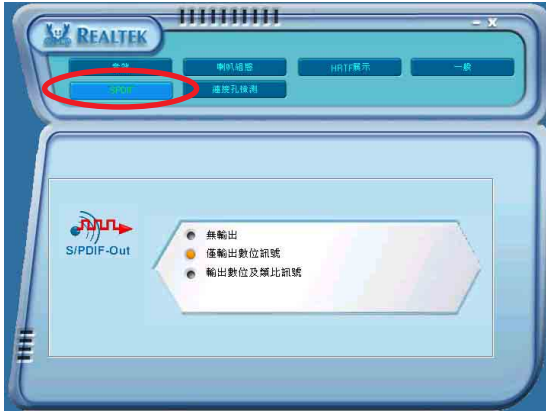 REALTEK
音效 喇叭組態 HRTF展示 一般
SPDIF 連接孔檢測
S/PDIF-Out
無輸出
僅輸出數位訊號
輸出數位及類比訊號